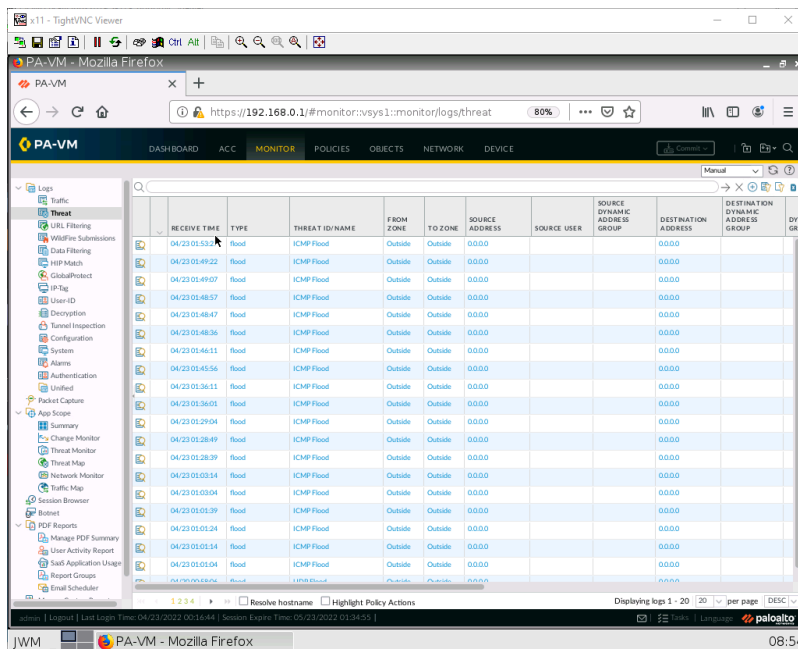 x11 - TightVNC Viewer
Ctrl Alt
PA-VM - Mozilla Firefox
PA-VM
https://192.168.0.1/#monitor::vsys1::monitor/logs/threat 80%
PA-VM
DASHBOARD ACC MONITOR POLICIES OBJECTS NETWORK DEVICE Commit
Manual
Logs
Traffic
Threat
URL Filtering
WildFire Submissions
Data Filtering
HIP Match
GlobalProtect
IP-Tag
User-ID
Decryption
Tunnel Inspection
Configuration
System
Alarms
Authentication
Unified
Packet Capture
App Scope
Summary
Change Monitor
Threat Monitor
Threat Map
Network Monitor
Traffic Map
Session Browser
Botnet
PDF Reports
Manage PDF Summary
User Activity Report
SaaS Application Usage
Report Groups
Email Scheduler
RECEIVE TIME TYPE THREAT ID/NAME FROM ZONE TO ZONE SOURCE ADDRESS SOURCE USER SOURCE DYNAMIC ADDRESS GROUP DESTINATION ADDRESS DESTINATION DYNAMIC ADDRESS GROUP DY GR
04/23 01:53:2 flood ICMP Flood Outside Outside 0.0.0.0 0.0.0.0
04/23 01:49:22 flood ICMP Flood Outside Outside 0.0.0.0 0.0.0.0
04/23 01:49:07 flood ICMP Flood Outside Outside 0.0.0.0 0.0.0.0
04/23 01:48:57 flood ICMP Flood Outside Outside 0.0.0.0 0.0.0.0
04/23 01:48:47 flood ICMP Flood Outside Outside 0.0.0.0 0.0.0.0
04/23 01:48:36 flood ICMP Flood Outside Outside 0.0.0.0 0.0.0.0
04/23 01:46:11 flood ICMP Flood Outside Outside 0.0.0.0 0.0.0.0
04/23 01:45:56 flood ICMP Flood Outside Outside 0.0.0.0 0.0.0.0
04/23 01:36:11 flood ICMP Flood Outside Outside 0.0.0.0 0.0.0.0
04/23 01:36:01 flood ICMP Flood Outside Outside 0.0.0.0 0.0.0.0
04/23 01:29:04 flood ICMP Flood Outside Outside 0.0.0.0 0.0.0.0
04/23 01:28:49 flood ICMP Flood Outside Outside 0.0.0.0 0.0.0.0
04/23 01:28:39 flood ICMP Flood Outside Outside 0.0.0.0 0.0.0.0
04/23 01:03:14 flood ICMP Flood Outside Outside 0.0.0.0 0.0.0.0
04/23 01:03:04 flood ICMP Flood Outside Outside 0.0.0.0 0.0.0.0
04/23 01:01:39 flood ICMP Flood Outside Outside 0.0.0.0 0.0.0.0
04/23 01:01:24 flood ICMP Flood Outside Outside 0.0.0.0 0.0.0.0
04/23 01:01:14 flood ICMP Flood Outside Outside 0.0.0.0 0.0.0.0
04/23 01:01:04 flood ICMP Flood Outside Outside 0.0.0.0 0.0.0.0
1 2 3 4 Resolve hostname Highlight Policy Actions Displaying logs 1 - 20 20 per page DESC
admin | Logout | Last Login Time: 04/23/2022 00:16:44 | Session Expire Time: 05/23/2022 01:34:55 | Tasks | Language paloalto
JWM PA-VM - Mozilla Firefox 08:54